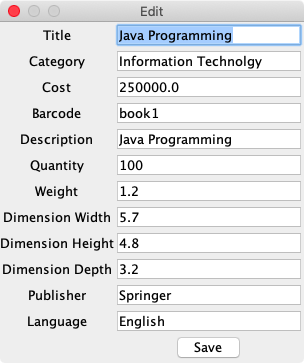 Edit
Title Java Programming
Category Information Technolgy
Cost 250000.0
Barcode book1
Description Java Programming
Quantity 100
Weight 1.2
Dimension Width 5.7
Dimension Height 4.8
Dimension Depth 3.2
Publisher Springer
Language English
Save